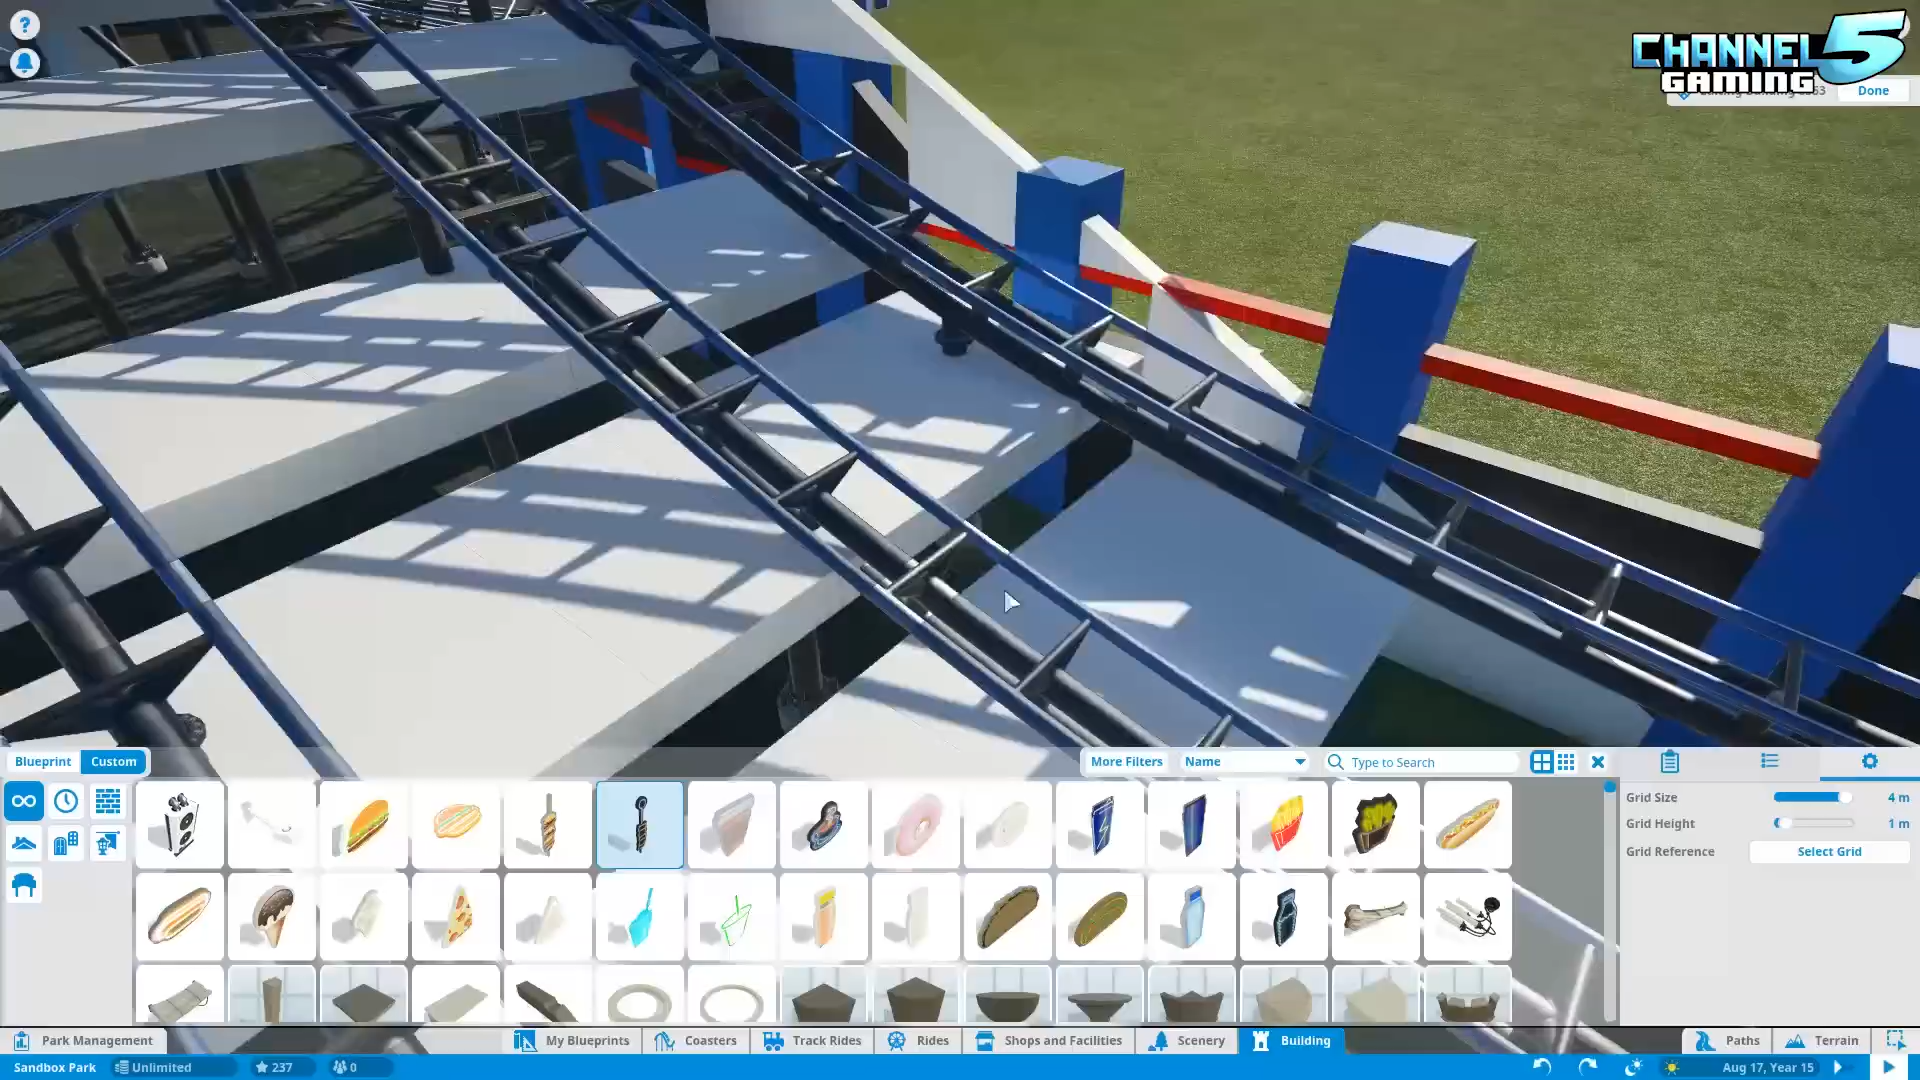 ?
CHANNEL 5
GAMING
Done
Blueprint
Custom
More Filters
Name
Type to Search
Grid Size
4 m
Grid Height
1 m
Grid Reference
Select Grid
Park Management
My Blueprints
Coasters
Track Rides
Rides
Shops and Facilities
Scenery
Building
Paths
Terrain
Sandbox Park
Unlimited
237
0
Aug 17, Year 15